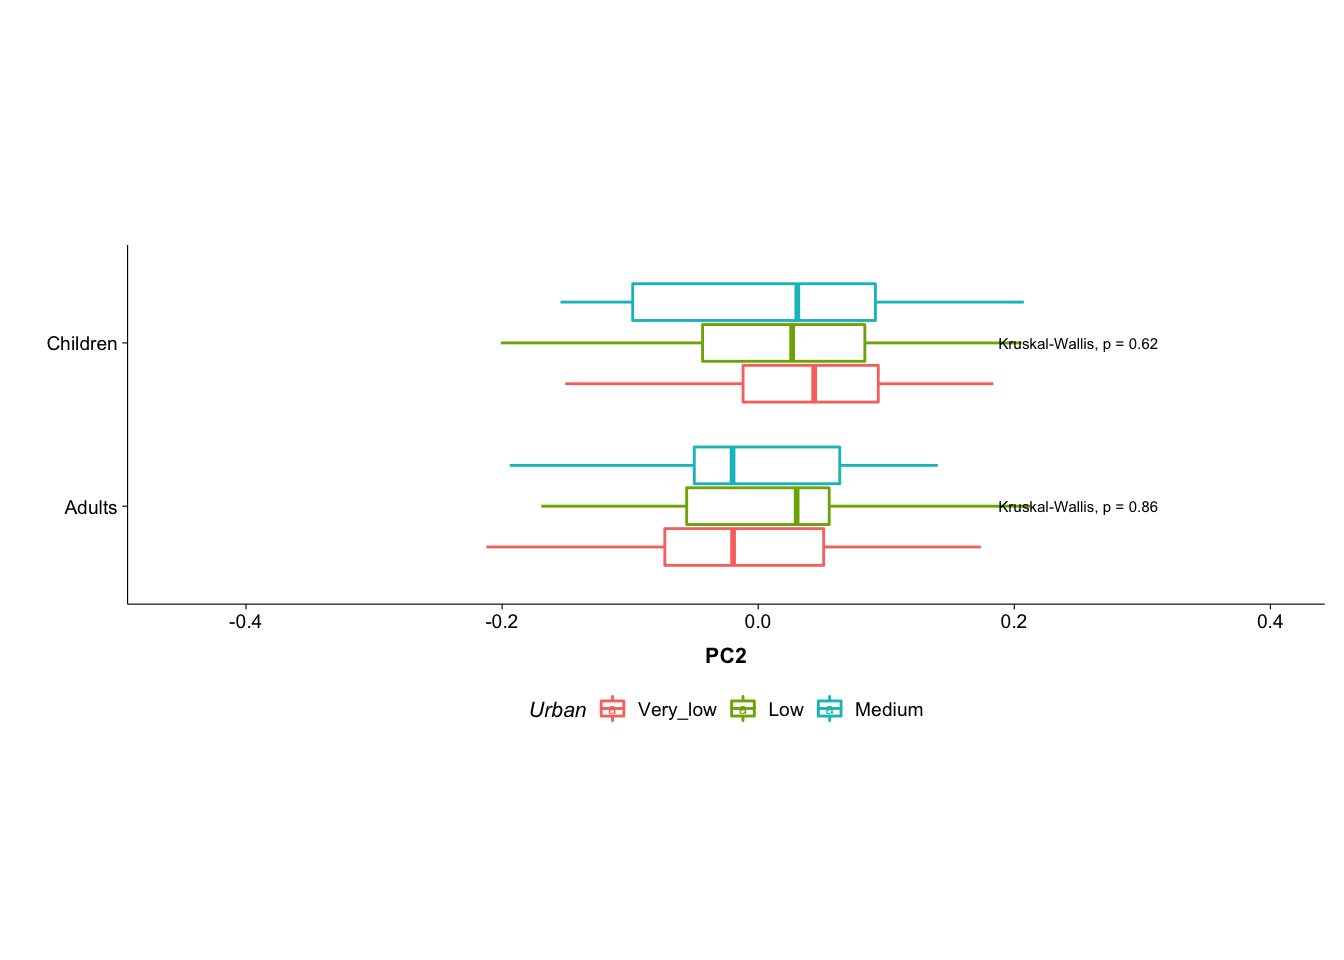 Children
Kruskal-Wallis, p = 0.62
Adults
Kruskal-Wallis, p = 0.86
-0.4 -0.2 0.0 0.2 0.4
PC2
Urban a Very_low a Low a Medium